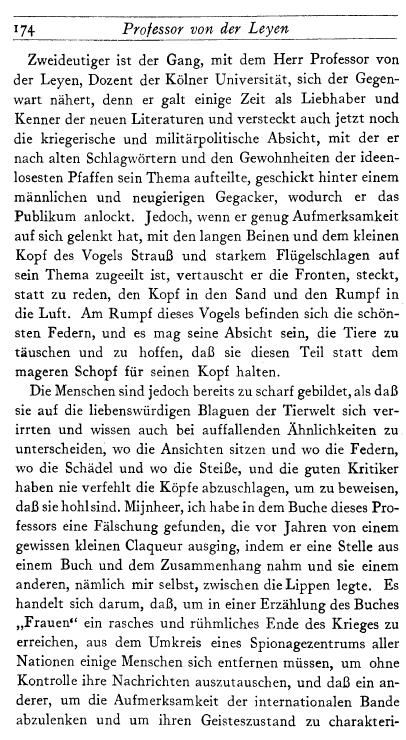 174 Professor von der Leyen
Zweideutiger ist der Gang, mit dem Herr Professor von
der Leyen, Dozent der Kölner Universität, sich der Gegen-
wart nähert, denn er galt einige Zeit als Liebhaber und
Kenner der neuen Literaturen und versteckt auch jetzt noch
die kriegerische und militärpolitische Absicht, mit der er
nach alten Schlagwörtern und den Gewohnheiten der ideen-
losesten Pfaffen sein Thema aufteilte, geschickt hinter einem
männlichen und neugierigen Gegacker, wodurch er das
Publikum anlockt. Jedoch, wenn er genug Aufmerksamkeit
auf sich gelenkt hat, mit den langen Beinen und dem kleinen
Kopf des Vogels Strauß und starkem Flügelschlagen auf
sein Thema zugeeilt ist, vertauscht er die Fronten, steckt,
statt zu reden, den Kopf in den Sand und den Rumpf in
die Luft. Am Rumpf dieses Vogels befinden sich die schön-
sten Federn, und es mag seine Absicht sein, die Tiere zu
täuschen und zu hoffen, daß sie diesen Teil statt dem
mageren Schopf für seinen Kopf halten.
Die Menschen sind jedoch bereits zu scharf gebildet, als daß
sie auf die liebenswürdigen Blaguen der Tierwelt sich ver-
irrten und wissen auch bei auffallenden Ähnlichkeiten zu
unterscheiden, wo die Ansichten sitzen und wo die Federn,
wo die Schädel und wo die Steiße, und die guten Kritiker
haben nie verfehlt die Köpfe abzuschlagen, um zu beweisen,
daß sie hohl sind. Mijnheer, ich habe in dem Buche dieses Pro-
fessors eine Fälschung gefunden, die vor Jahren von einem
gewissen kleinen Claqueur ausging, indem er eine Stelle aus
einem Buch und dem Zusammenhang nahm und sie einem
anderen, nämlich mir selbst, zwischen die Lippen legte. Es
handelt sich darum, daß, um in einer Erzählung des Buches
„Frauen“ ein rasches und rühmliches Ende des Krieges zu
erreichen, aus dem Umkreis eines Spionagezentrums aller
Nationen einige Menschen sich entfernen müssen, um ohne
Kontrolle ihre Nachrichten auszutauschen, und daß ein an-
derer, um die Aufmerksamkeit der internationalen Bande
abzulenken und um ihren Geisteszustand zu charakteri-